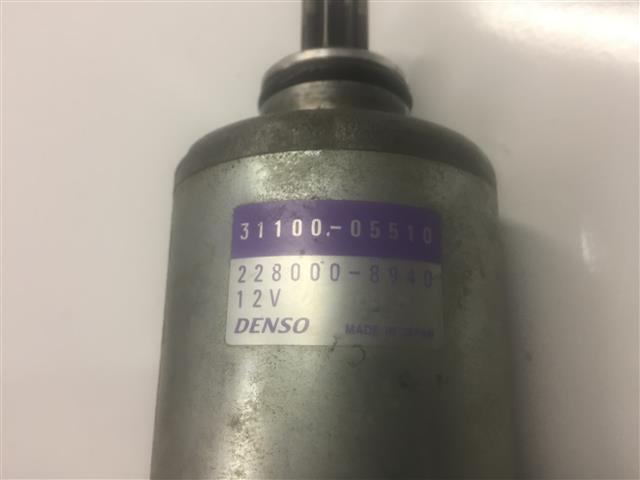 31100-05510
228000-8940
12V
DENSO MADE IN JAPAN